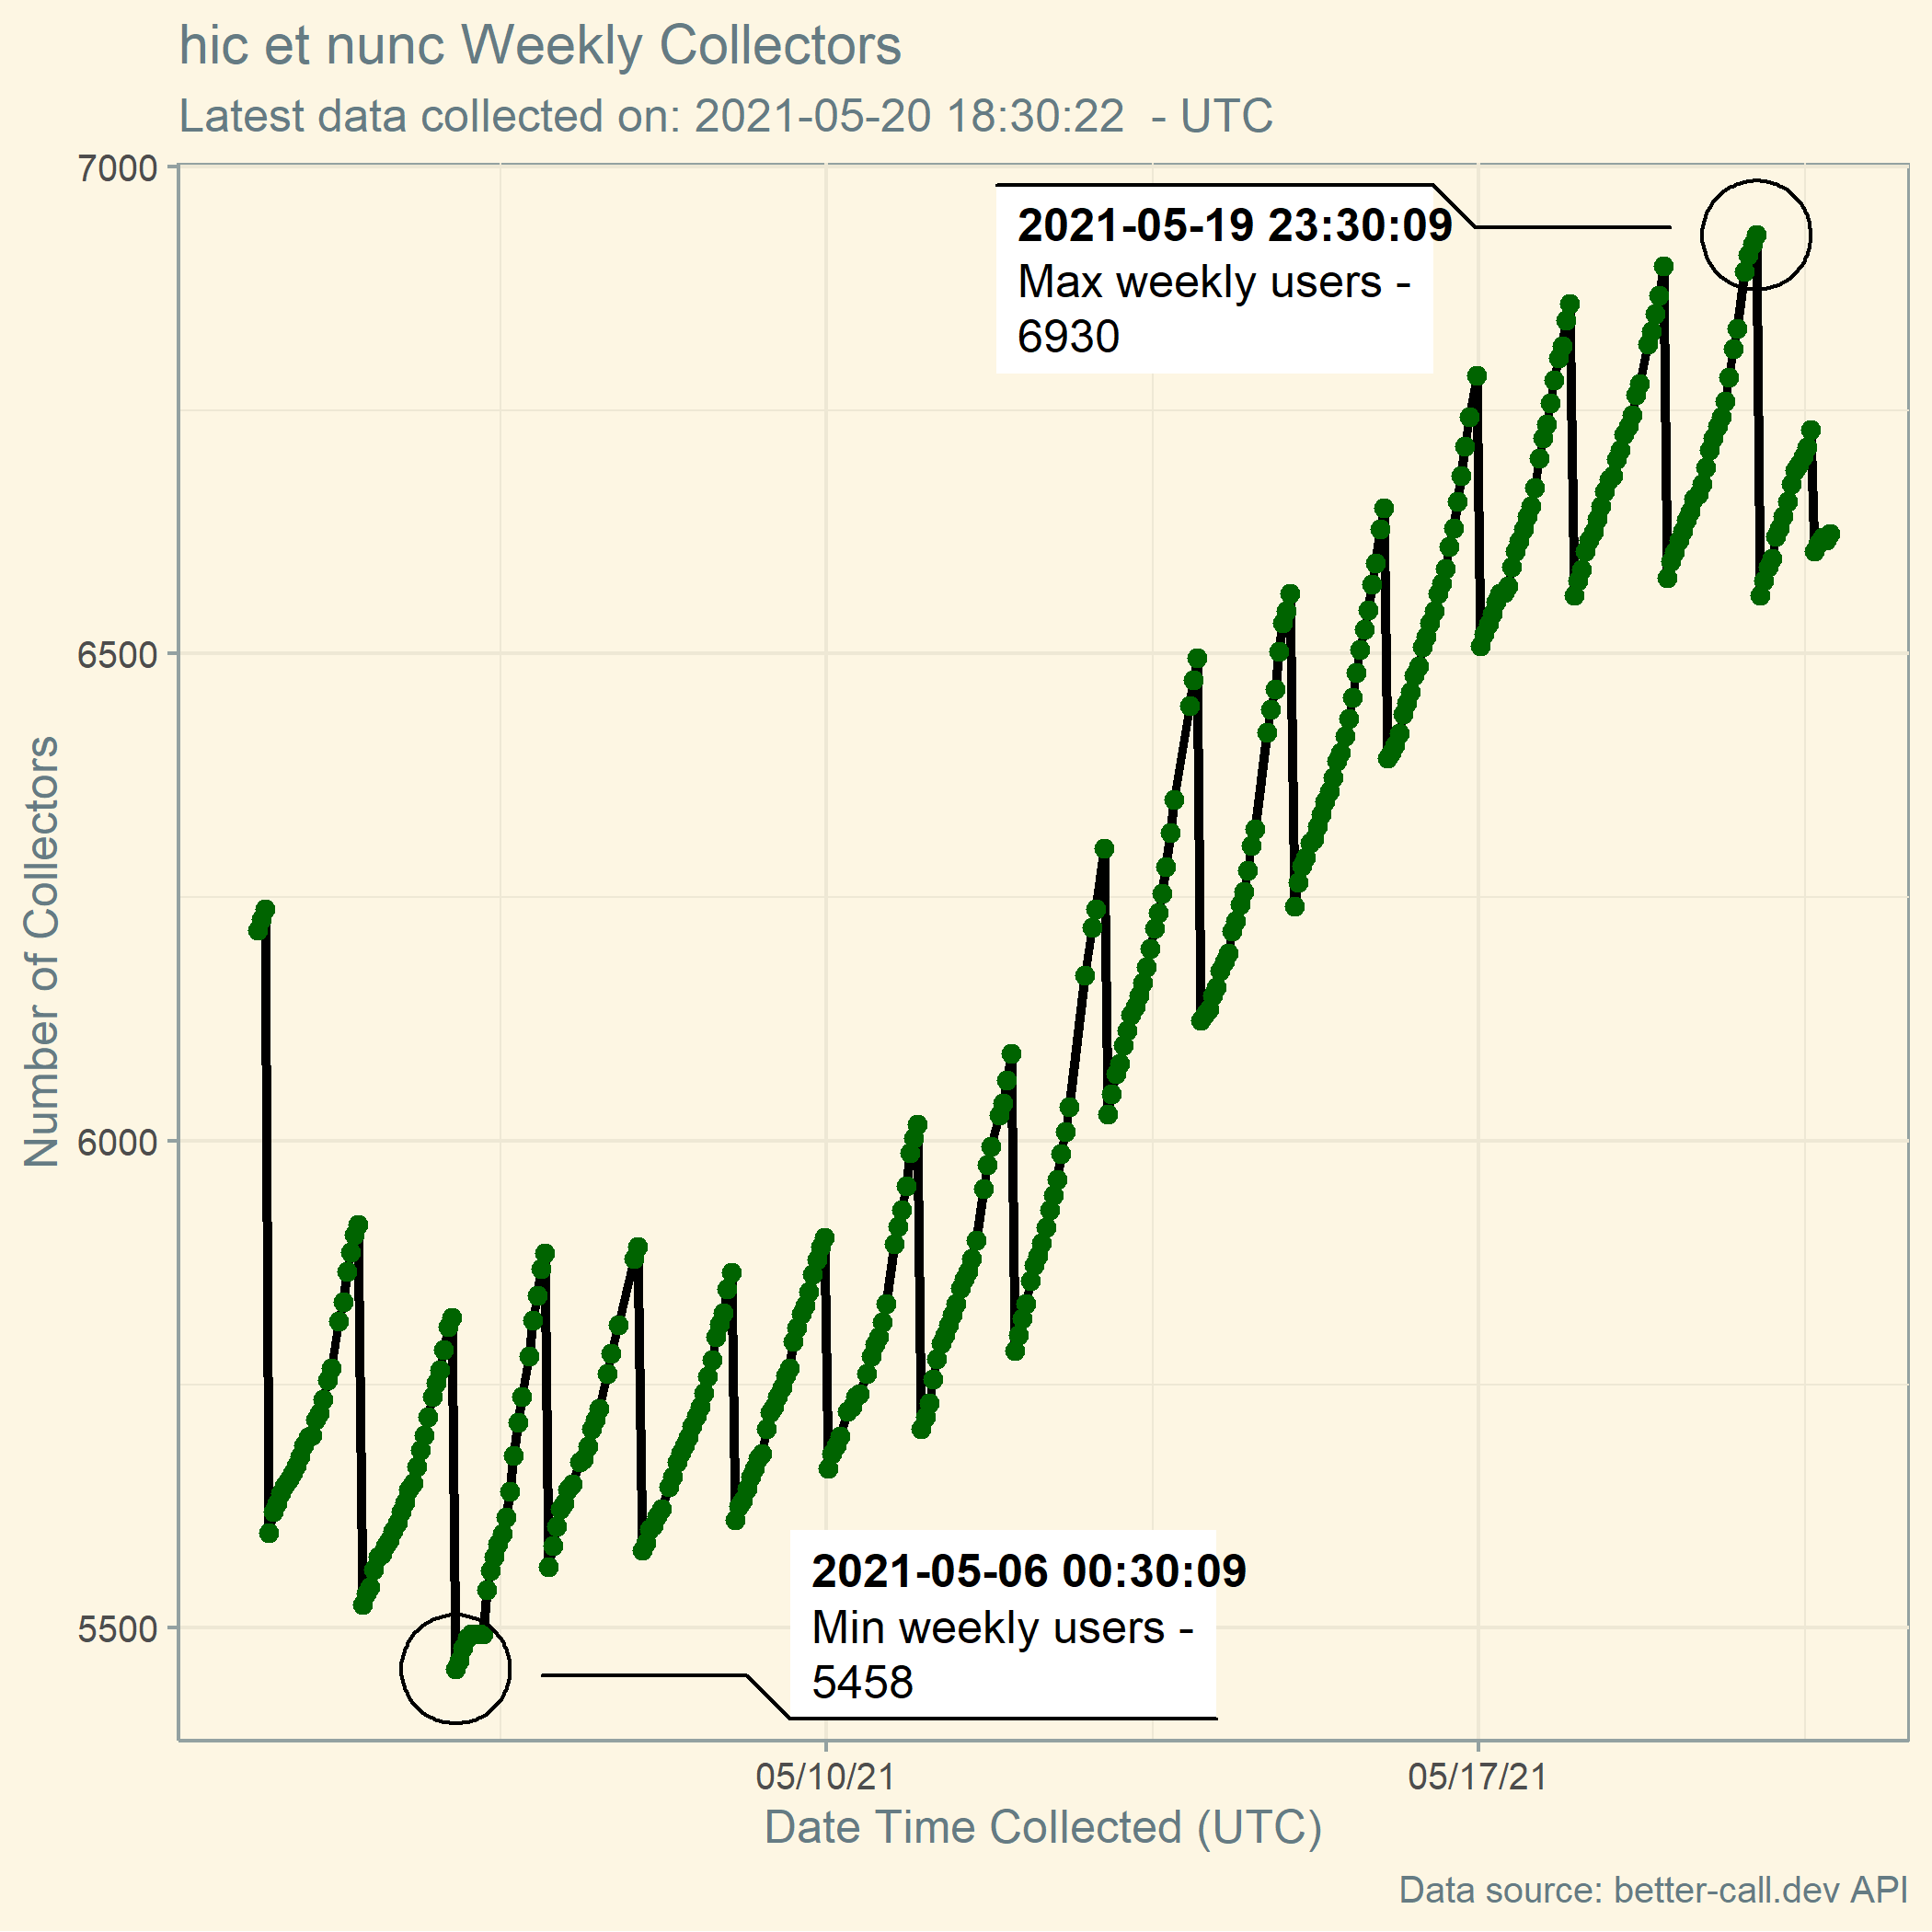 hic et nunc Weekly Collectors
Latest data collected on: 2021-05-20 18:30:22  - UTC
7000
6500
6000
5500
Number of Collectors
2021-05-19 23:30:09
Max weekly users -
6930
2021-05-06 00:30:09
Min weekly users -
5458
05/10/21
05/17/21
Date Time Collected (UTC)
Data source: better-call.dev API